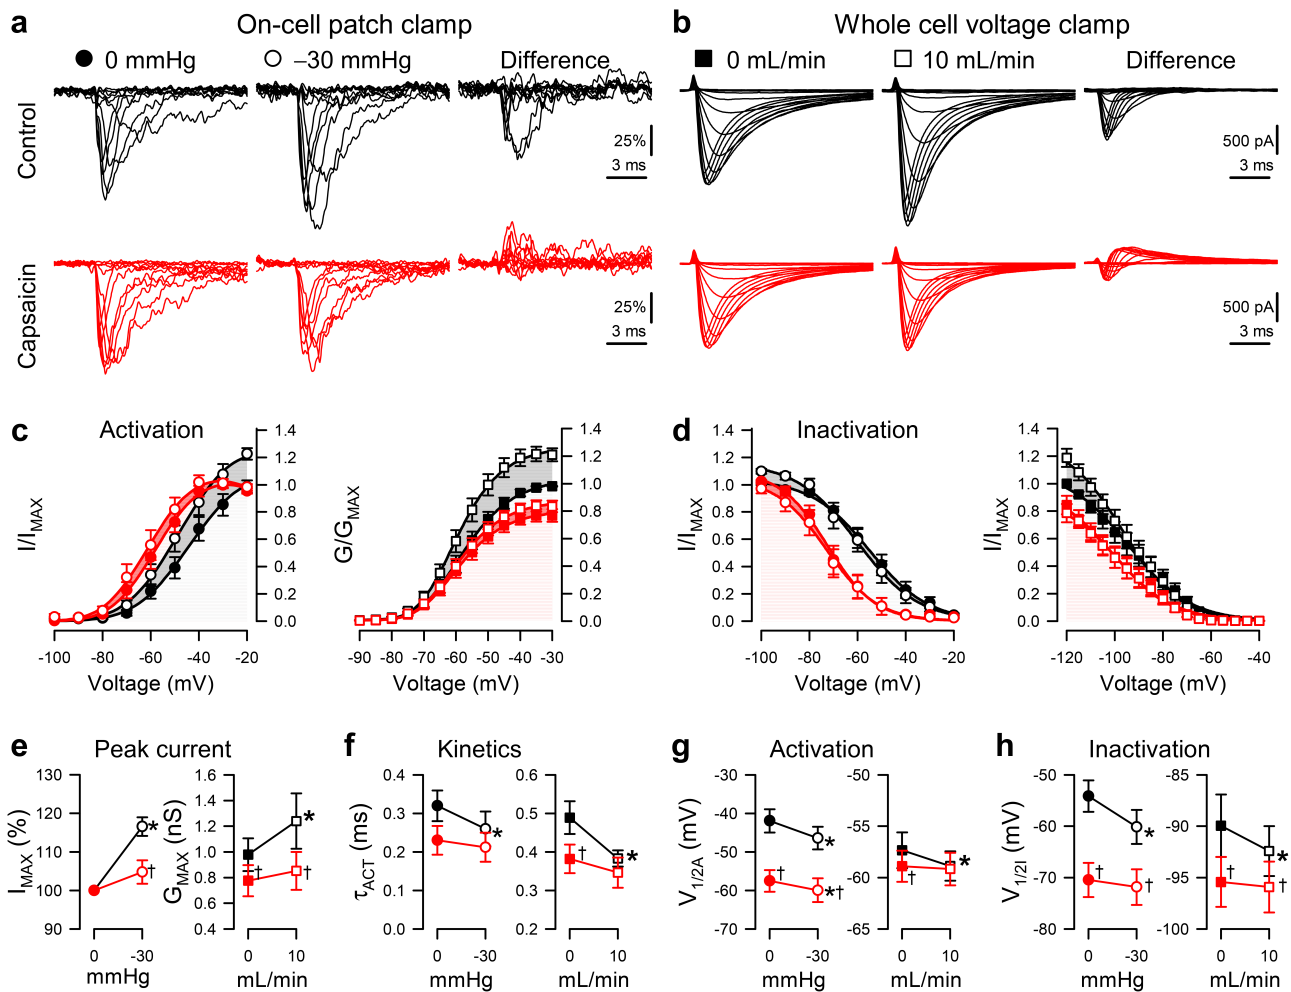 a On-cell patch clamp
● 0 mmHg ○ –30 mmHg Difference
Control
25%
3 ms
Capsaicin
25%
3 ms
b Whole cell voltage clamp
■ 0 mL/min □ 10 mL/min Difference
500 pA
3 ms
500 pA
3 ms
c Activation
I/IMAX
1.4
1.2
1.0
0.8
0.6
0.4
0.2
0.0
-100 -80 -60 -40 -20
Voltage (mV)
G/GMAX
1.4
1.2
1.0
0.8
0.6
0.4
0.2
0.0
-90 -80 -70 -60 -50 -40 -30
Voltage (mV)
d Inactivation
I/IMAX
1.4
1.2
1.0
0.8
0.6
0.4
0.2
0.0
-100 -80 -60 -40 -20
Voltage (mV)
I/IMAX
1.4
1.2
1.0
0.8
0.6
0.4
0.2
0.0
-120 -100 -80 -60 -40
Voltage (mV)
e Peak current
IMAX (%)
130
120
110
100
90
*
†
0 -30
mmHg
GMAX (nS)
1.6
1.4
1.2
1.0
0.8
0.6
0.4
*
† †
0 10
mL/min
f Kinetics
τACT (ms)
0.4
0.3
0.2
0.1
0.0
*
0 -30
mmHg
0.6
0.5
0.4
0.3
0.2
†
*
0 10
mL/min
g Activation
V1/2A (mV)
-30
-40
-50
-60
-70
*
†
*†
0 -30
mmHg
-50
-55
-60
-65
†
*
0 10
mL/min
h Inactivation
V1/2I (mV)
-50
-60
-70
-80
*
† †
0 -30
mmHg
-85
-90
-95
-100
*
† †
0 10
mL/min